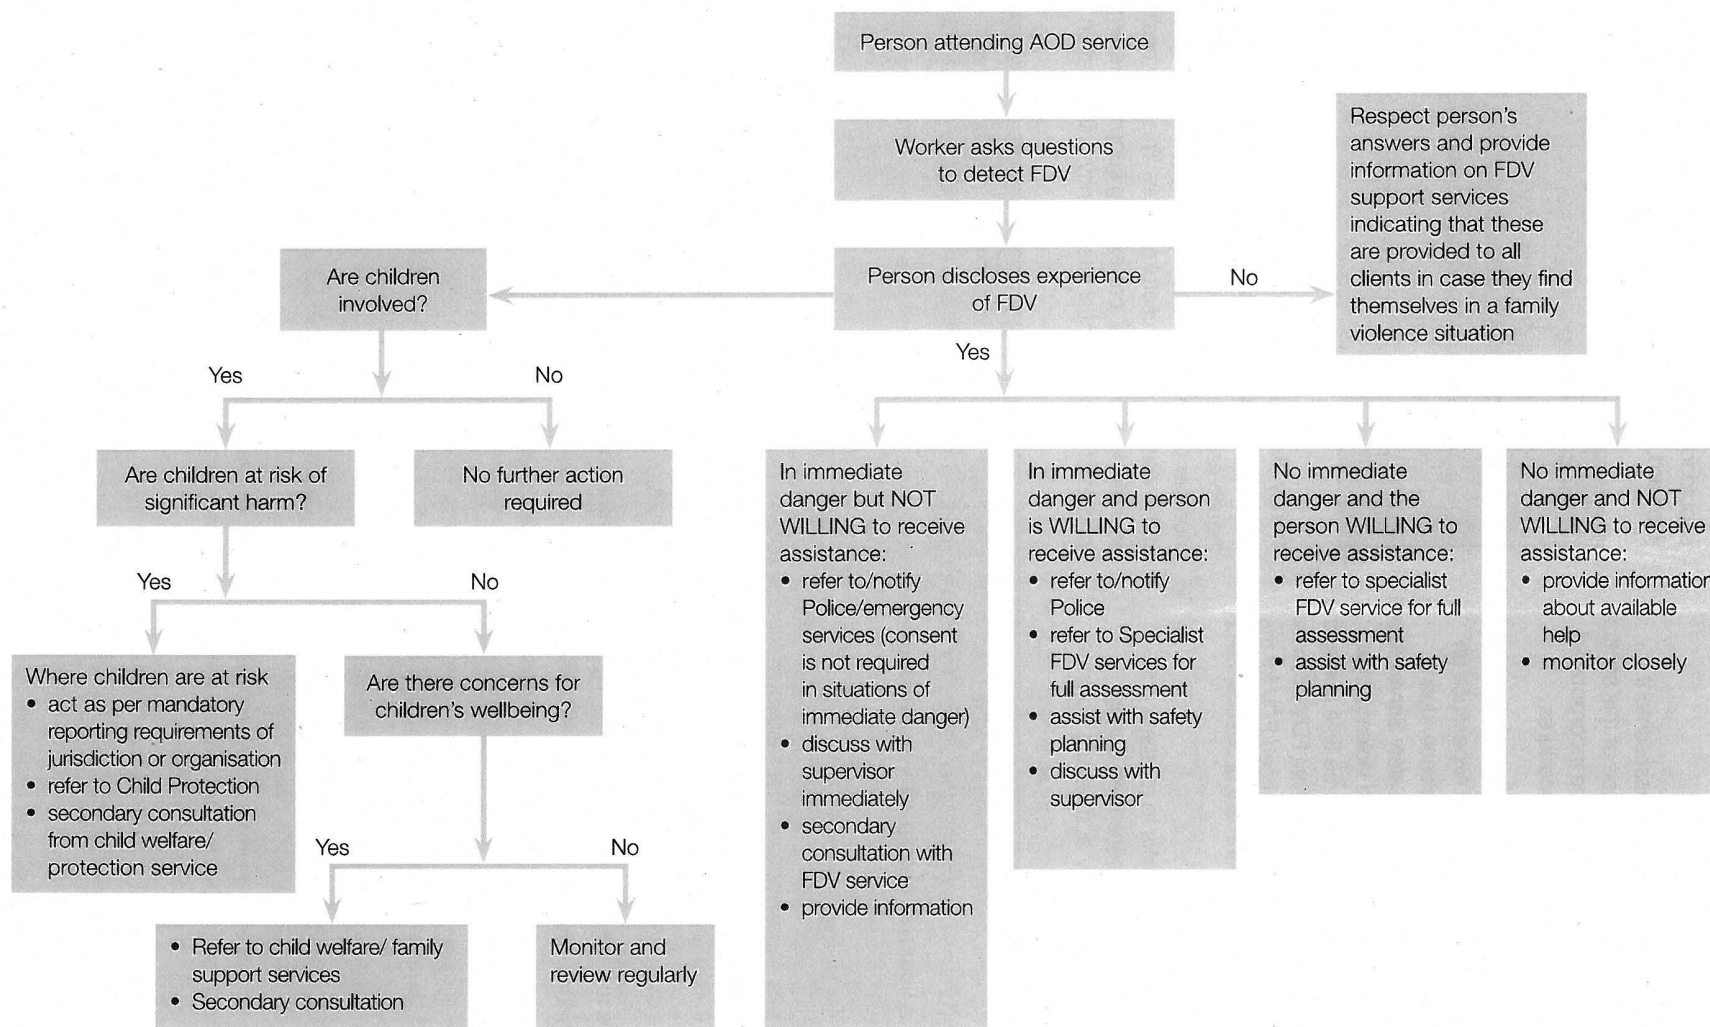 Person attending AOD service
Worker asks questions
to detect FDV
Person discloses experience
of FDV
No
Respect person's
answers and provide
information on FDV
support services
indicating that these
are provided to all
clients in case they find
themselves in a family
violence situation
Are children
involved?
Yes
No
Are children at risk of
significant harm?
No further action
required
Yes
No
Where children are at risk
• act as per mandatory
reporting requirements of
jurisdiction or organisation
• refer to Child Protection
• secondary consultation
from child welfare/
protection service
Are there concerns for
children's wellbeing?
Yes
No
• Refer to child welfare/ family
support services
• Secondary consultation
Monitor and
review regularly
Yes
In immediate
danger but NOT
WILLING to receive
assistance:
• refer to/notify
Police/emergency
services (consent
is not required
in situations of
immediate danger)
• discuss with
supervisor
immediately
• secondary
consultation with
FDV service
• provide information
In immediate
danger and person
is WILLING to
receive assistance:
• refer to/notify
Police
• refer to Specialist
FDV services for
full assessment
• assist with safety
planning
• discuss with
supervisor
No immediate
danger and the
person WILLING to
receive assistance:
• refer to specialist
FDV service for full
assessment
• assist with safety
planning
No immediate
danger and NOT
WILLING to receive
assistance:
• provide information
about available
help
• monitor closely